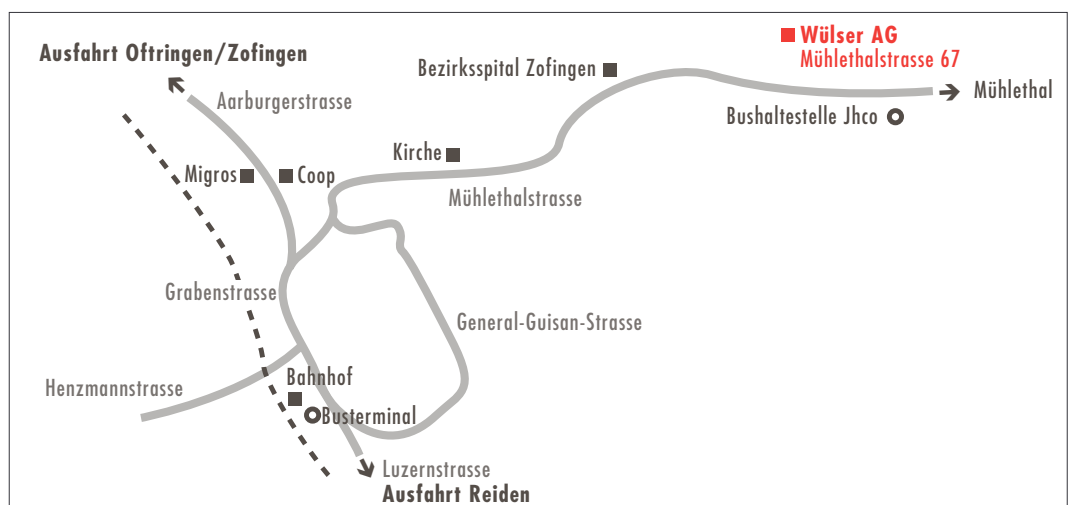 Wülser AG
Mühlethalstrasse 67
Ausfahrt Oftringen/Zofingen
Bezirksspital Zofingen
Mühlethal
Aarburgerstrasse
Bushaltestelle Jhco
Kirche
Migros
Coop
Mühlethalstrasse
Grabenstrasse
General-Guisan-Strasse
Bahnhof
Henzmannstrasse
Busterminal
Luzernstrasse
Ausfahrt Reiden